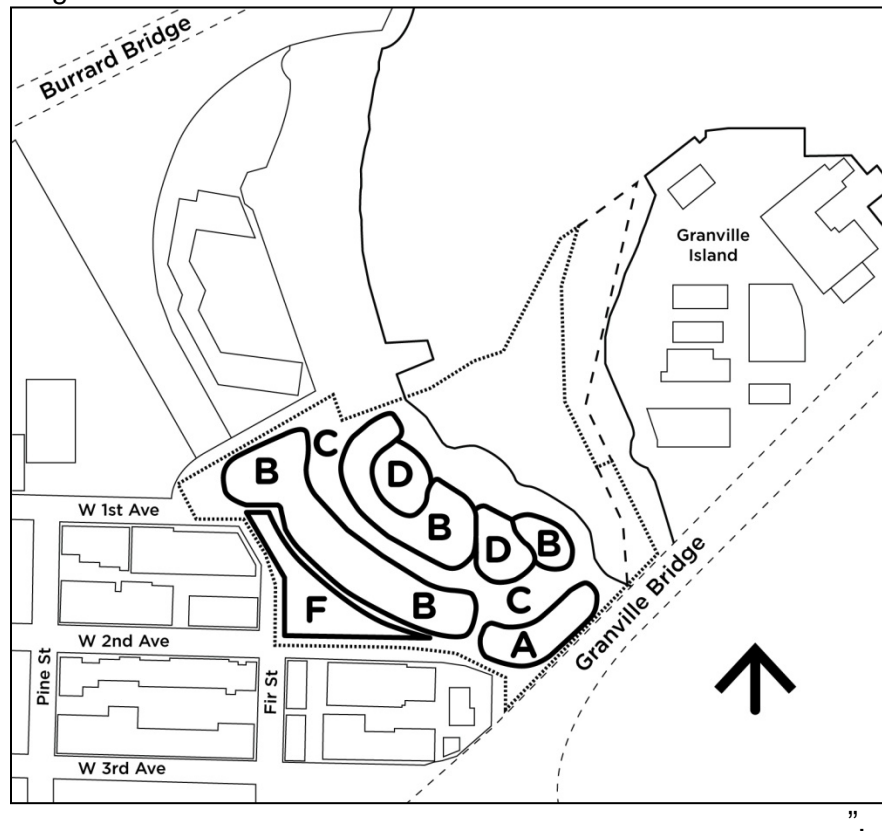 Burrard Bridge
Granville
Island
C
B
D
B
D
B
W 1st Ave
C
F
B
A
Granville Bridge
W 2nd Ave
Pine St
Fir St
W 3rd Ave
”.